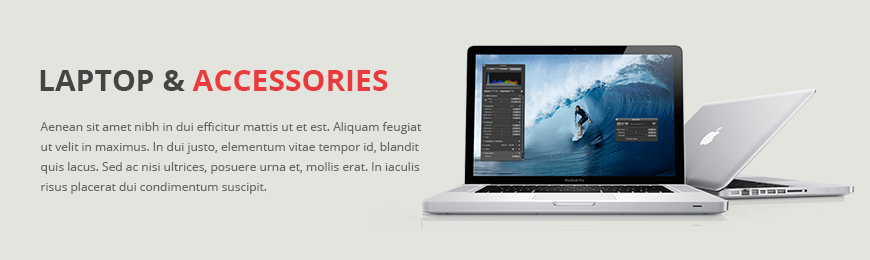 LAPTOP & ACCESSORIES
Aenean sit amet nibh in dui efficitur mattis ut et est. Aliquam feugiat
ut velit in maximus. In dui justo, elementum vitae tempor id, blandit
quis lacus. Sed ac nisi ultrices, posuere urna et, mollis erat. In iaculis
risus placerat dui condimentum suscipit.
MacBook Pro